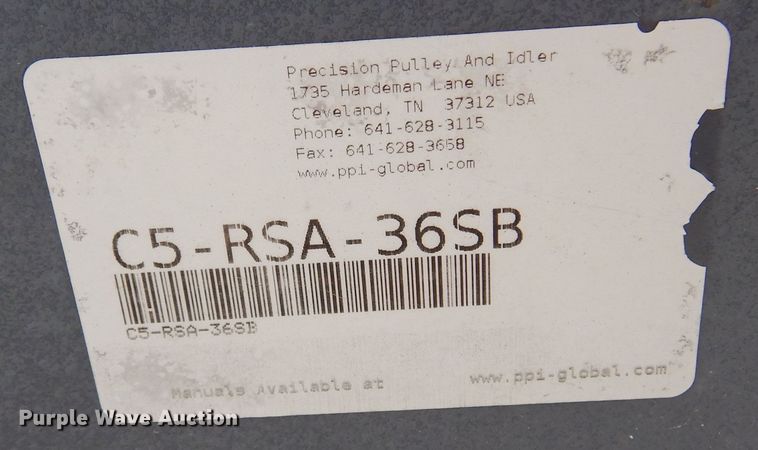 Precision Pulley And Idler
1735 Hardeman Lane NE
Cleveland, TN 37312 USA
Phone: 641-628-3115
Fax: 641-628-3658
www.ppi-global.com
C5-RSA-36SB
C5-RSA-36SB
Manuals Available at www.ppi-global.com
Purple Wave Auction